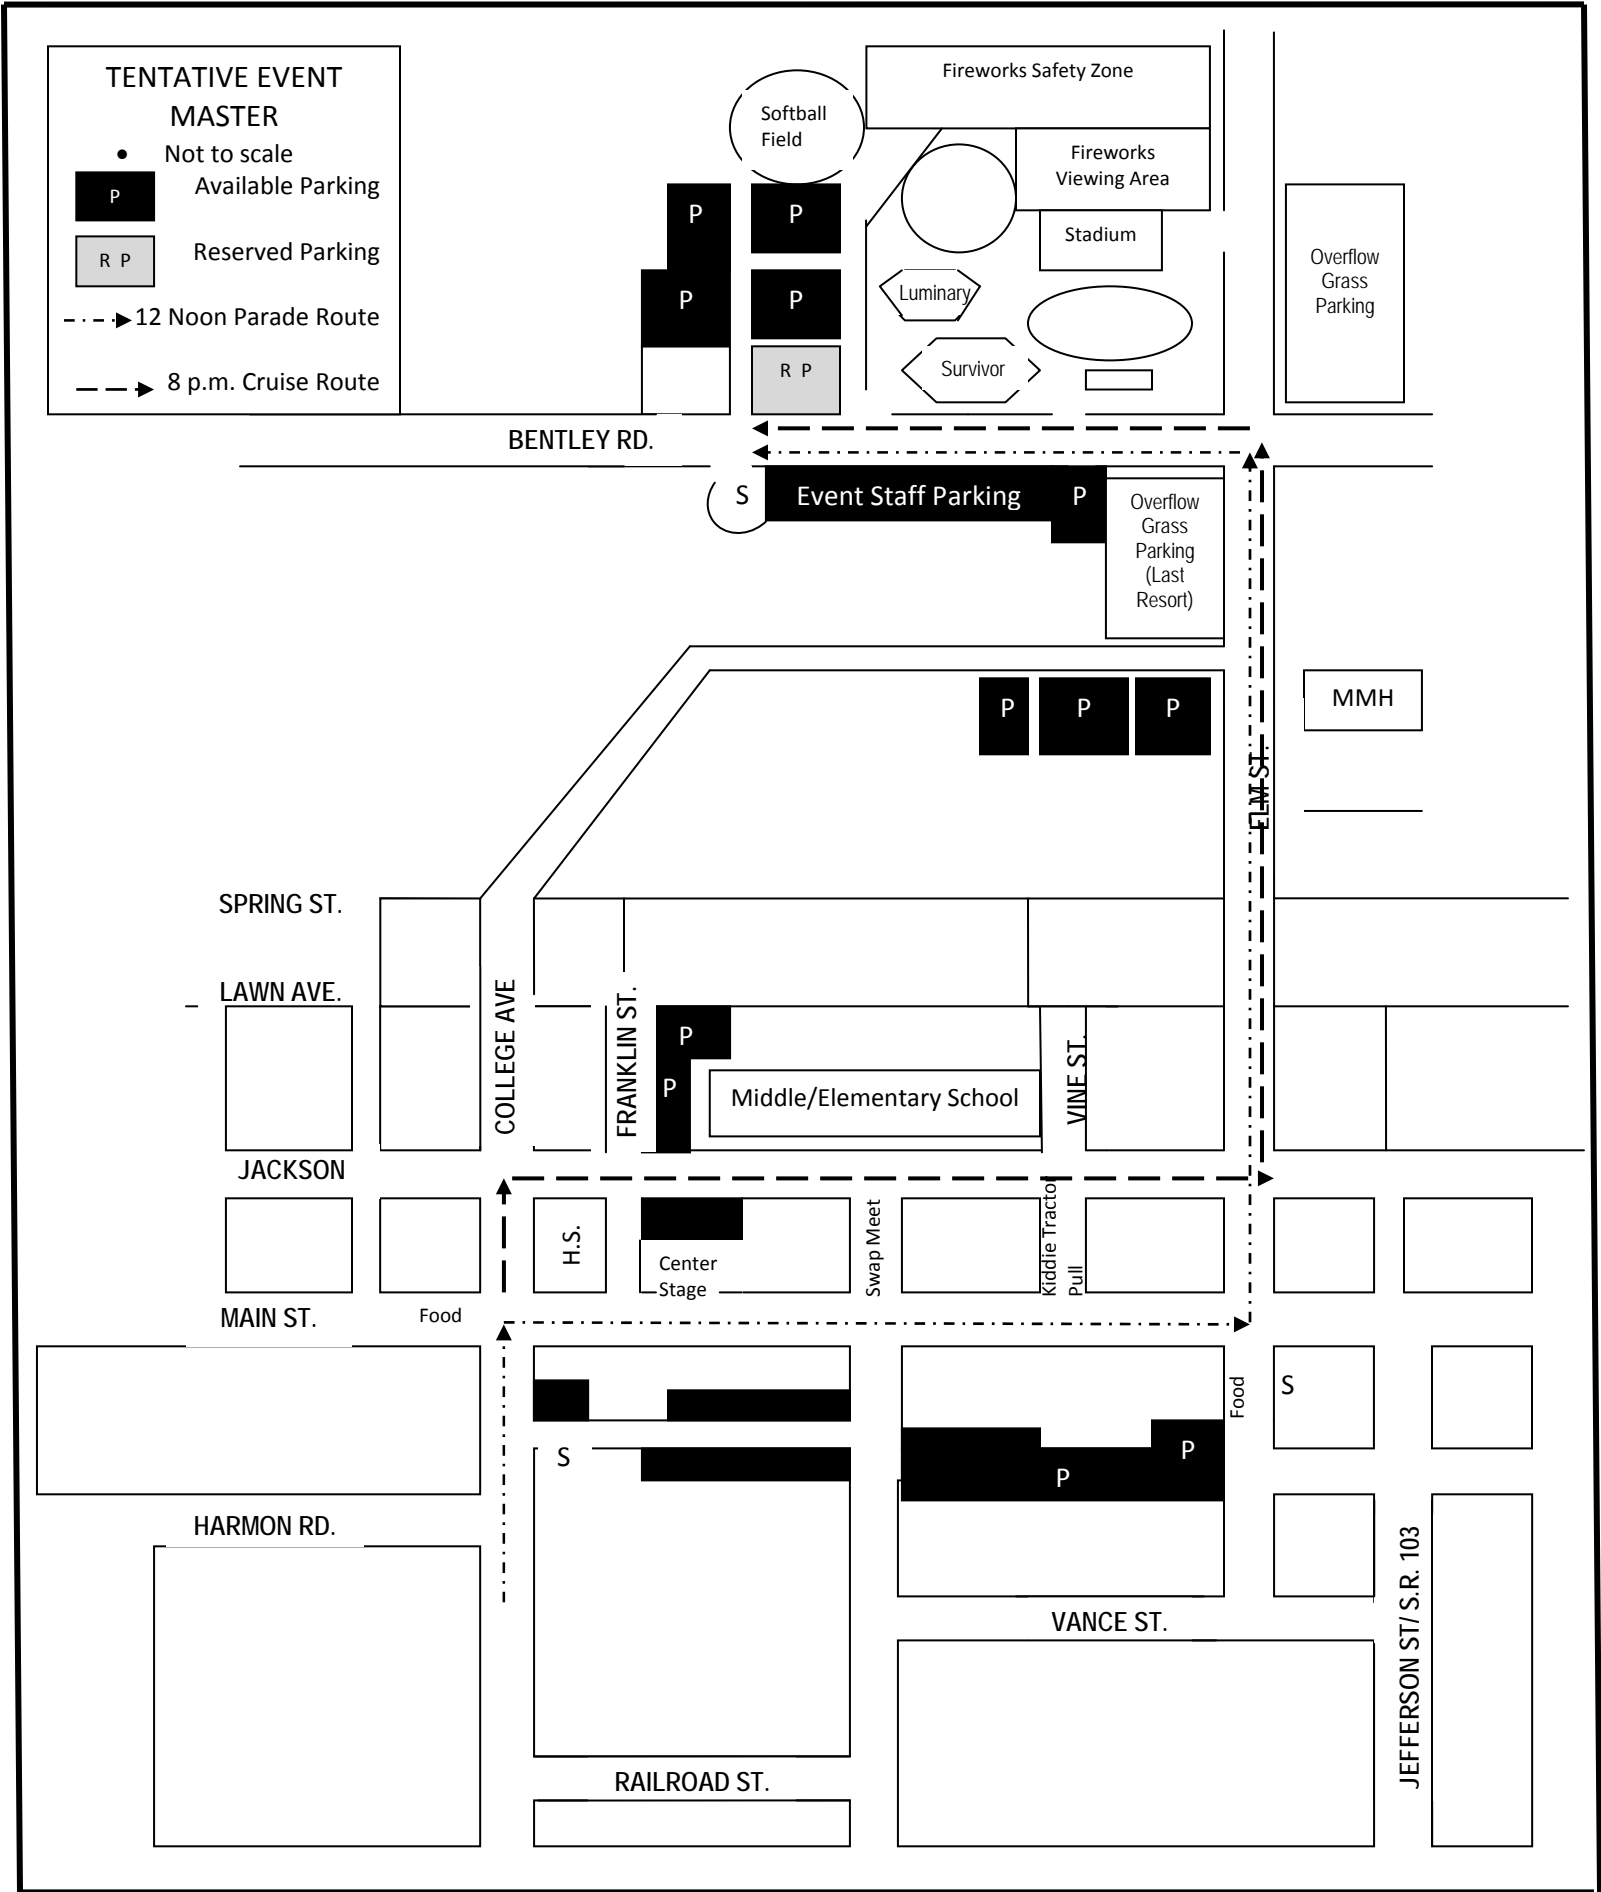 TENTATIVE EVENT
MASTER
• Not to scale
P Available Parking
R P Reserved Parking
12 Noon Parade Route
8 p.m. Cruise Route
Fireworks Safety Zone
Softball
Field
Fireworks
Viewing Area
Stadium
P
P
P
P
Luminary
Overflow
Grass
Parking
R P
Survivor
BENTLEY RD.
S
Event Staff Parking
P
Overflow
Grass
Parking
(Last
Resort)
P
P
P
MMH
ELM ST.
SPRING ST.
LAWN AVE.
COLLEGE AVE
FRANKLIN ST.
P
P
Middle/Elementary School
VINE ST.
JACKSON
H.S.
Center
Stage
Swap Meet
Kiddie Tractor
Pull
MAIN ST.
Food
Food
S
S
P
P
HARMON RD.
VANCE ST.
JEFFERSON ST/ S.R. 103
RAILROAD ST.